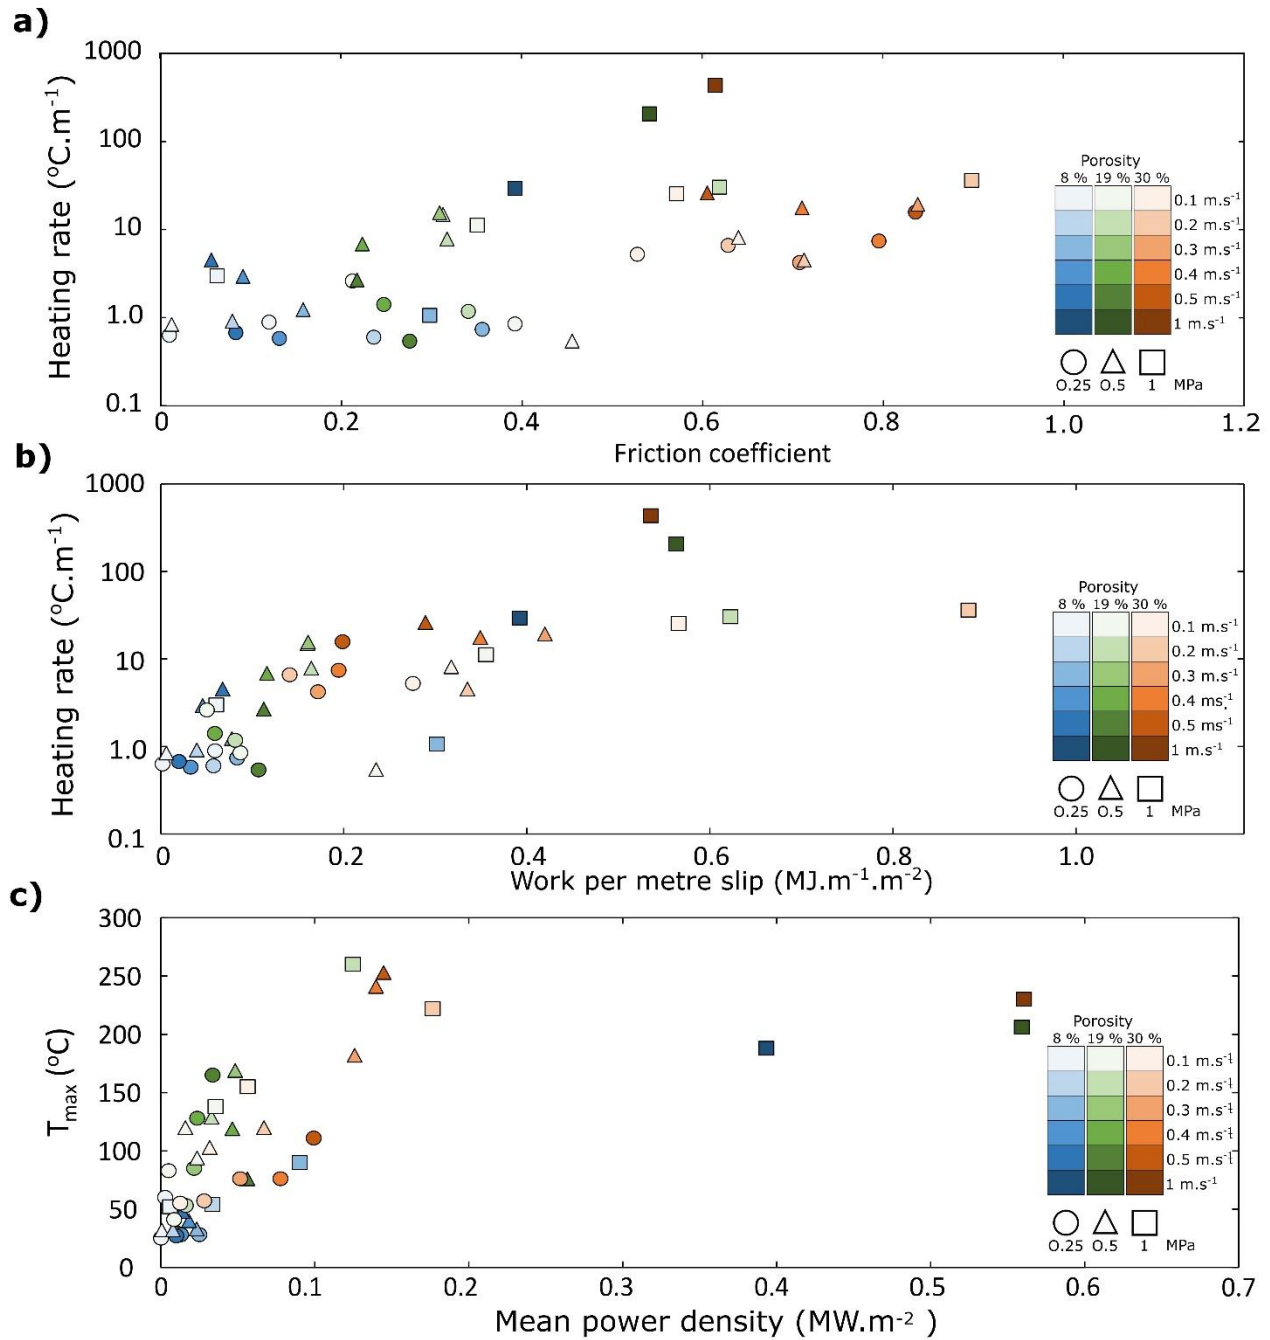 a)
Heating rate (°C.m⁻¹)
1000
100
10
1.0
0.1
0 0.2 0.4 0.6 0.8 1.0 1.2
Friction coefficient
Porosity
8 % 19 % 30 %
0.1 m.s⁻¹
0.2 m.s⁻¹
0.3 m.s⁻¹
0.4 m.s⁻¹
0.5 m.s⁻¹
1 m.s⁻¹
0.25 0.5 1 MPa
b)
Heating rate (°C.m⁻¹)
1000
100
10
1.0
0.1
0 0.2 0.4 0.6 0.8 1.0
Work per metre slip (MJ.m⁻¹.m⁻²)
Porosity
8 % 19 % 30 %
0.1 m.s⁻¹
0.2 m.s⁻¹
0.3 m.s⁻¹
0.4 ms⁻¹
0.5 ms⁻¹
1 m.s⁻¹
0.25 0.5 1 MPa
c)
Tmax (°C)
300
250
200
150
100
50
0
0 0.1 0.2 0.3 0.4 0.5 0.6 0.7
Mean power density (MW.m⁻²)
Porosity
8 % 19 % 30 %
0.1 m.s⁻¹
0.2 m.s⁻¹
0.3 m.s⁻¹
0.4 m.s⁻¹
0.5 m.s⁻¹
1 m.s⁻¹
0.25 0.5 1 MPa